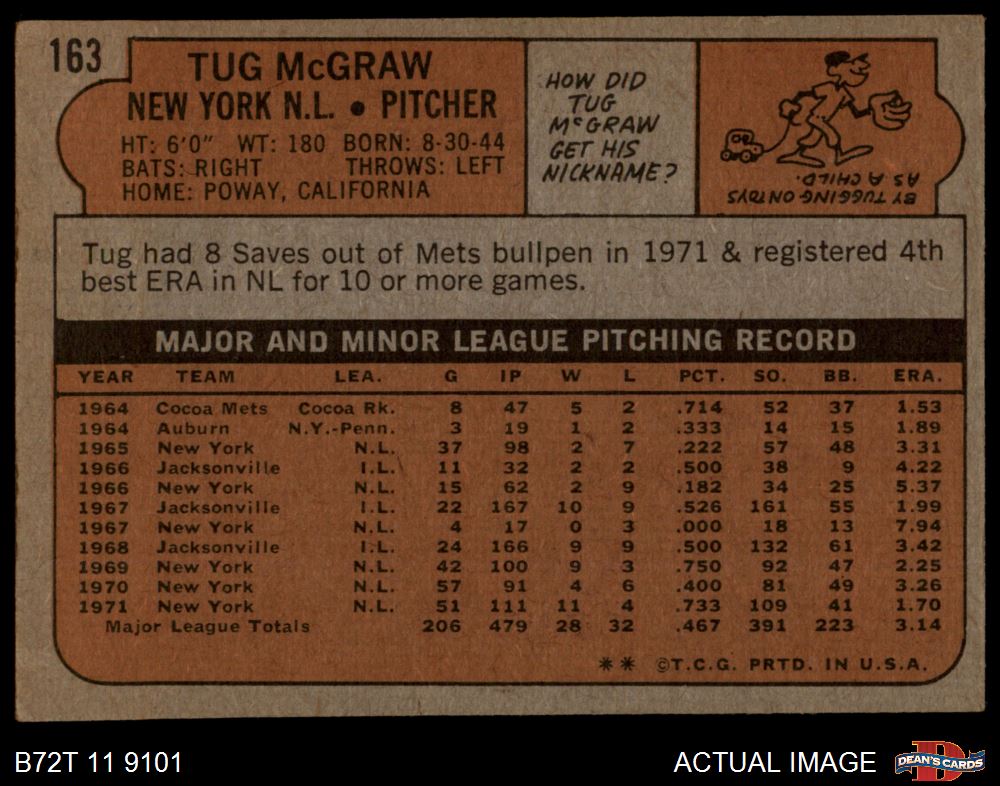 163
TUG McGRAW
NEW YORK N.L. • PITCHER
HT: 6'0" WT: 180 BORN: 8-30-44
BATS: RIGHT THROWS: LEFT
HOME: POWAY, CALIFORNIA
HOW DID
TUG
McGRAW
GET HIS
NICKNAME?
BY TUGGING ON TOYS
AS A CHILD.
Tug had 8 Saves out of Mets bullpen in 1971 & registered 4th
best ERA in NL for 10 or more games.
MAJOR AND MINOR LEAGUE PITCHING RECORD
YEAR TEAM LEA. G IP W L PCT. SO. BB. ERA.
1964 Cocoa Mets Cocoa Rk. 8 47 5 2 .714 52 37 1.53
1964 Auburn N.Y.-Penn. 3 19 1 2 .333 14 15 1.89
1965 New York N.L. 37 98 2 7 .222 57 48 3.31
1966 Jacksonville I.L. 11 32 2 2 .500 38 9 4.22
1966 New York N.L. 15 62 2 9 .182 34 25 5.37
1967 Jacksonville I.L. 22 167 10 9 .526 161 55 1.99
1967 New York N.L. 4 17 0 3 .000 18 13 7.94
1968 Jacksonville I.L. 24 166 9 9 .500 132 61 3.42
1969 New York N.L. 42 100 9 3 .750 92 47 2.25
1970 New York N.L. 57 91 4 6 .400 81 49 3.26
1971 New York N.L. 51 111 11 4 .733 109 41 1.70
Major League Totals 206 479 28 32 .467 391 223 3.14
** ©T.C.G. PRTD. IN U.S.A.
B72T 11 9101
ACTUAL IMAGE
D
DEAN'S CARDS